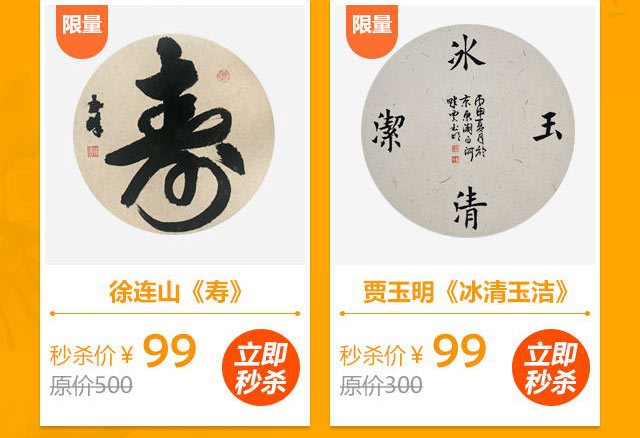 限量
寿
徐连山《寿》
秒杀价¥99
原价500
立即
秒杀
限量
冰
玉
清
潔
贾玉明《冰清玉洁》
秒杀价¥99
原价300
立即
秒杀